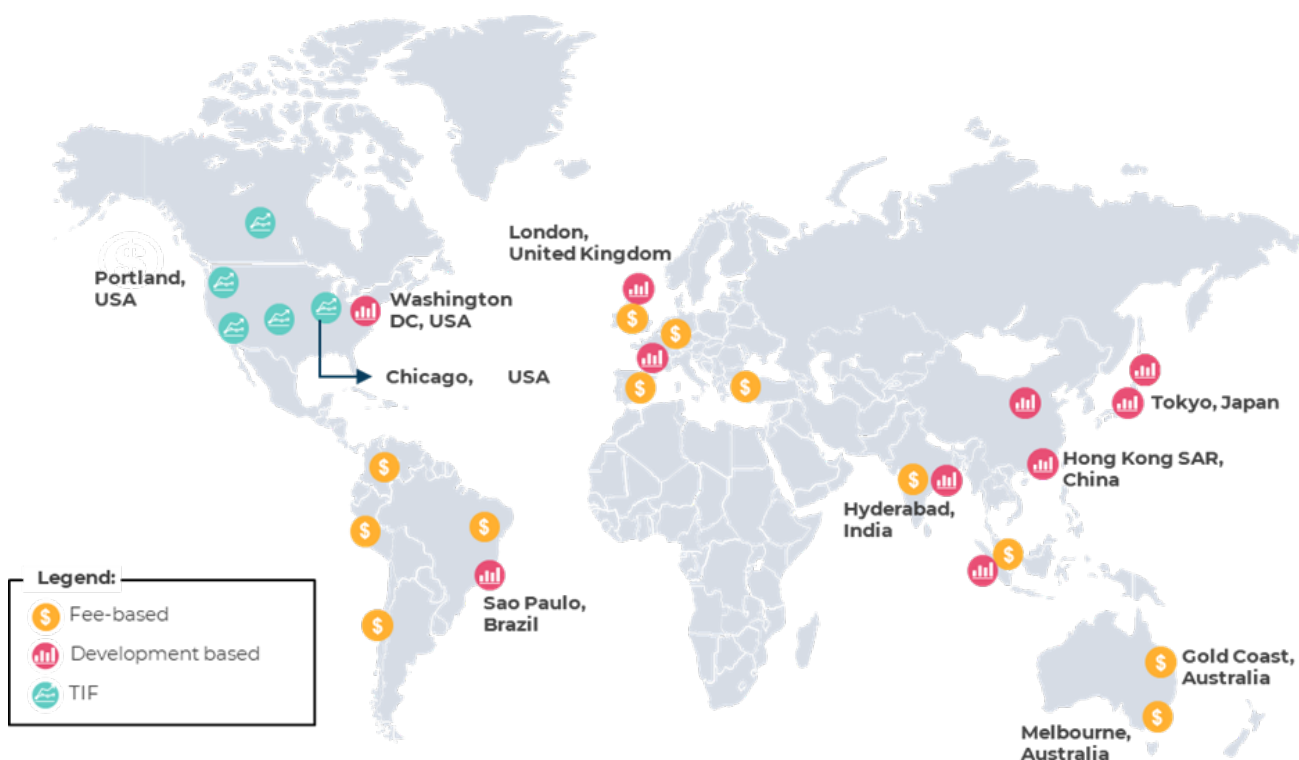 London,
United Kingdom
Portland,
USA
Washington
DC, USA
Chicago, USA
Tokyo, Japan
Hong Kong SAR,
China
Hyderabad,
India
Sao Paulo,
Brazil
Gold Coast,
Australia
Melbourne,
Australia
Legend:
$ Fee-based
Development based
TIF